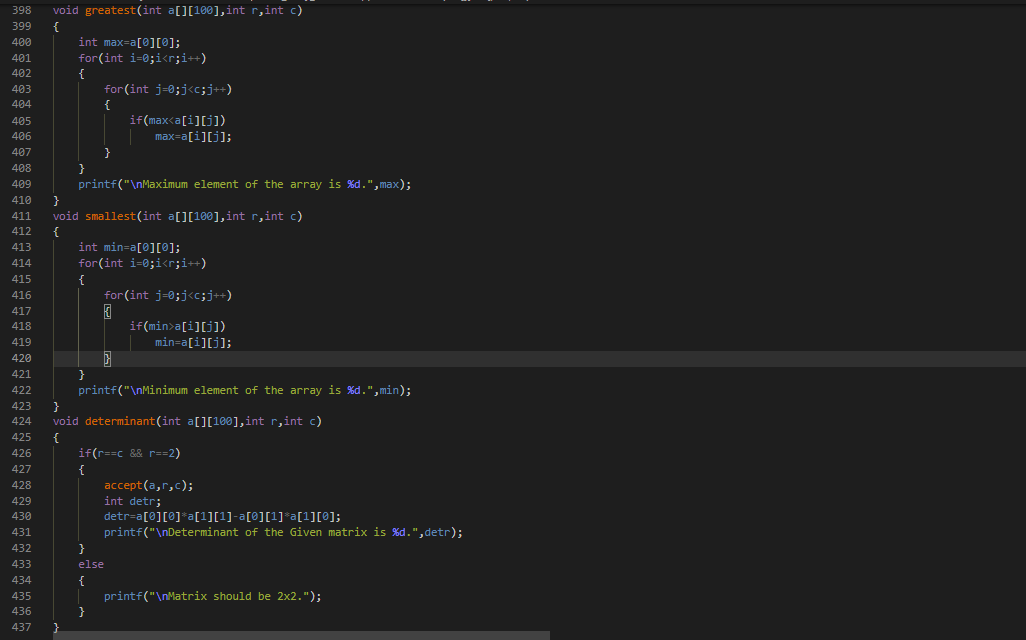 398 void greatest(int a[][100],int r,int c)
399 {
400     int max=a[0][0];
401     for(int i=0;i<r;i++)
402     {
403         for(int j=0;j<c;j++)
404         {
405             if(max<a[i][j])
406                 max=a[i][j];
407         }
408     }
409     printf("\nMaximum element of the array is %d.",max);
410 }
411 void smallest(int a[][100],int r,int c)
412 {
413     int min=a[0][0];
414     for(int i=0;i<r;i++)
415     {
416         for(int j=0;j<c;j++)
417         {
418             if(min>a[i][j])
419                 min=a[i][j];
420         }
421     }
422     printf("\nMinimum element of the array is %d.",min);
423 }
424 void determinant(int a[][100],int r,int c)
425 {
426     if(r==c && r==2)
427     {
428         accept(a,r,c);
429         int detr;
430         detr=a[0][0]*a[1][1]-a[0][1]*a[1][0];
431         printf("\nDeterminant of the Given matrix is %d.",detr);
432     }
433     else
434     {
435         printf("\nMatrix should be 2x2.");
436     }
437 }